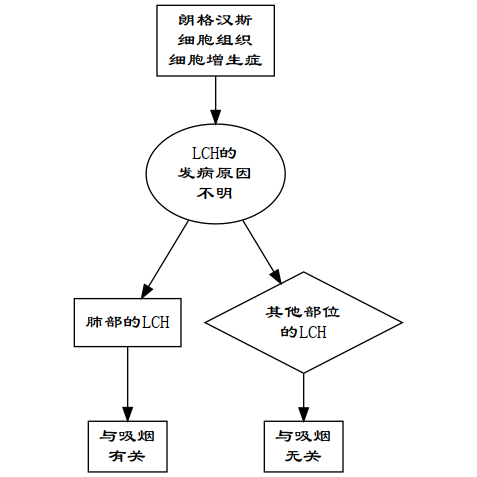 朗格汉斯
细胞组织
细胞增生症
LCH的
发病原因
不明
肺部的LCH
其他部位
的LCH
与吸烟
有关
与吸烟
无关